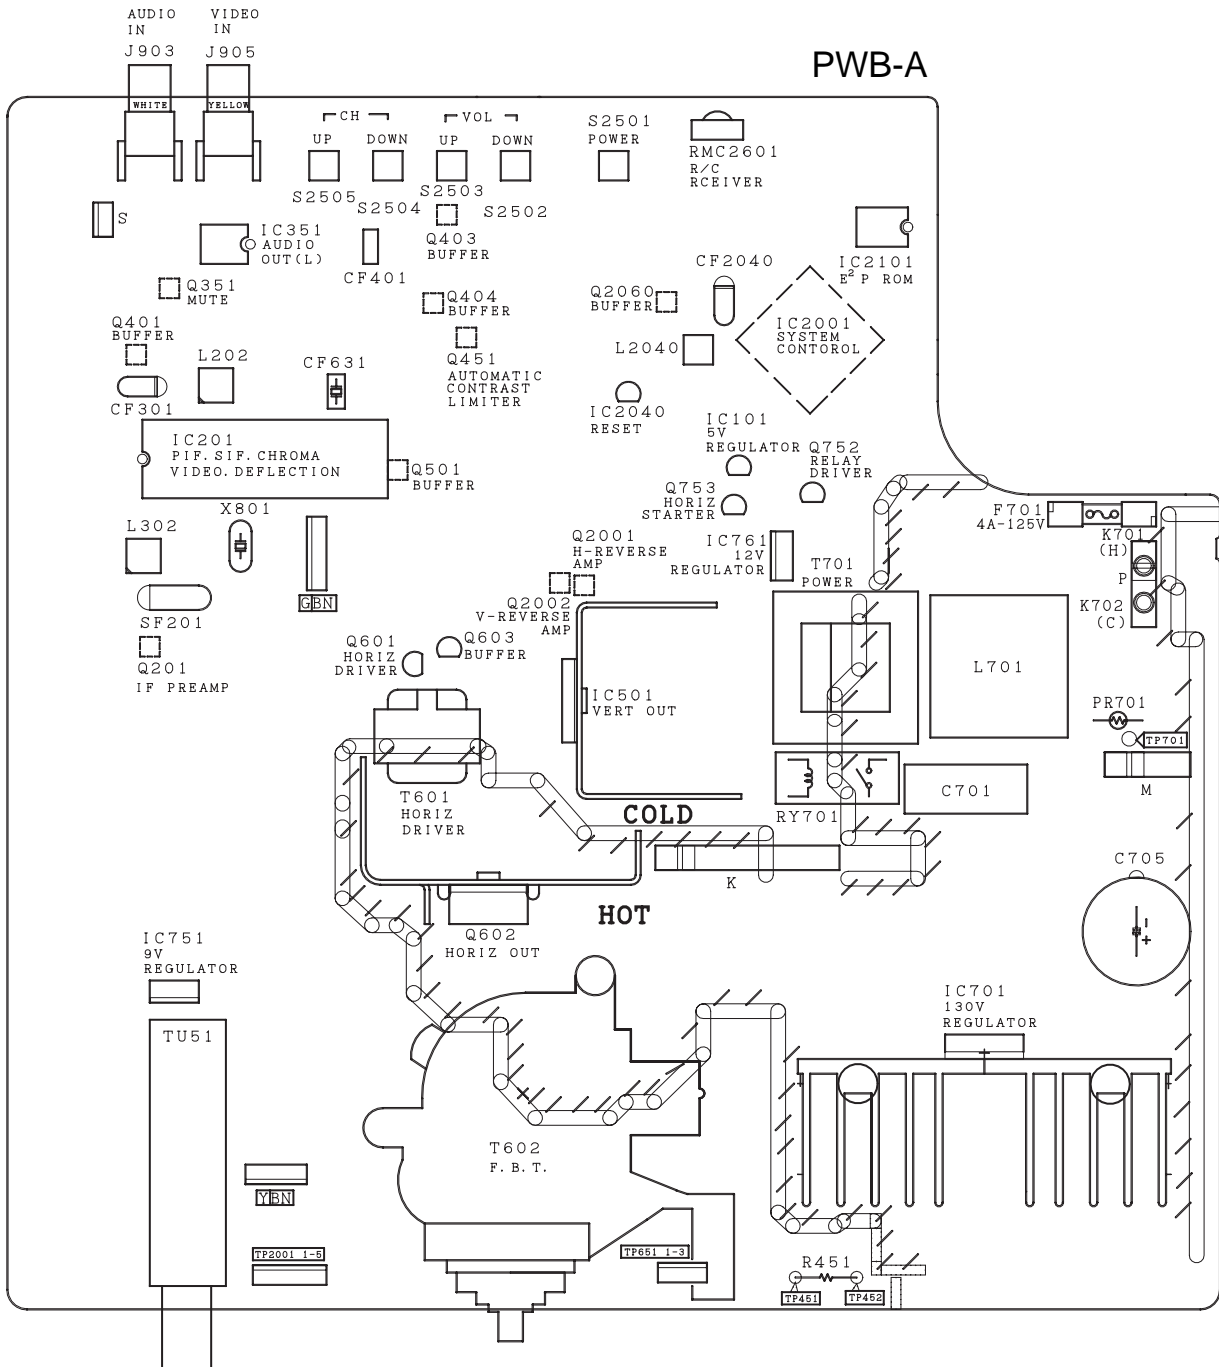 AUDIO
IN
J903
VIDEO
IN
J905
PWB-A
WHITE
YELLOW
CH
VOL
UP
DOWN
UP
DOWN
S2501
POWER
S2505
S2504
S2503
S2502
RMC2601
R/C
RCEIVER
S
IC351
AUDIO
OUT(L)
CF401
Q403
BUFFER
CF2040
IC2101
E² P ROM
Q351
MUTE
Q404
BUFFER
Q2060
BUFFER
IC2001
SYSTEM
CONTOROL
Q401
BUFFER
L202
CF631
Q451
AUTOMATIC
CONTRAST
LIMITER
L2040
CF301
IC2040
RESET
IC101
5V
REGULATOR
Q752
RELAY
DRIVER
IC201
PIF. SIF. CHROMA
VIDEO. DEFLECTION
Q501
BUFFER
Q753
HORIZ
STARTER
F701
4A-125V
X801
L302
Q2001
H-REVERSE
AMP
IC761
12V
REGULATOR
T701
POWER
K701
(H)
P
K702
(C)
GBN
SF201
Q2002
V-REVERSE
AMP
Q201
IF PREAMP
Q601
HORIZ
DRIVER
Q603
BUFFER
IC501
VERT OUT
L701
PR701
TP701
M
T601
HORIZ
DRIVER
COLD
RY701
C701
K
HOT
C705
- +
Q602
HORIZ OUT
IC751
9V
REGULATOR
IC701
130V
REGULATOR
TU51
T602
F. B. T.
YBN
TP2001 1-5
TP651 1-3
R451
TP451
TP452